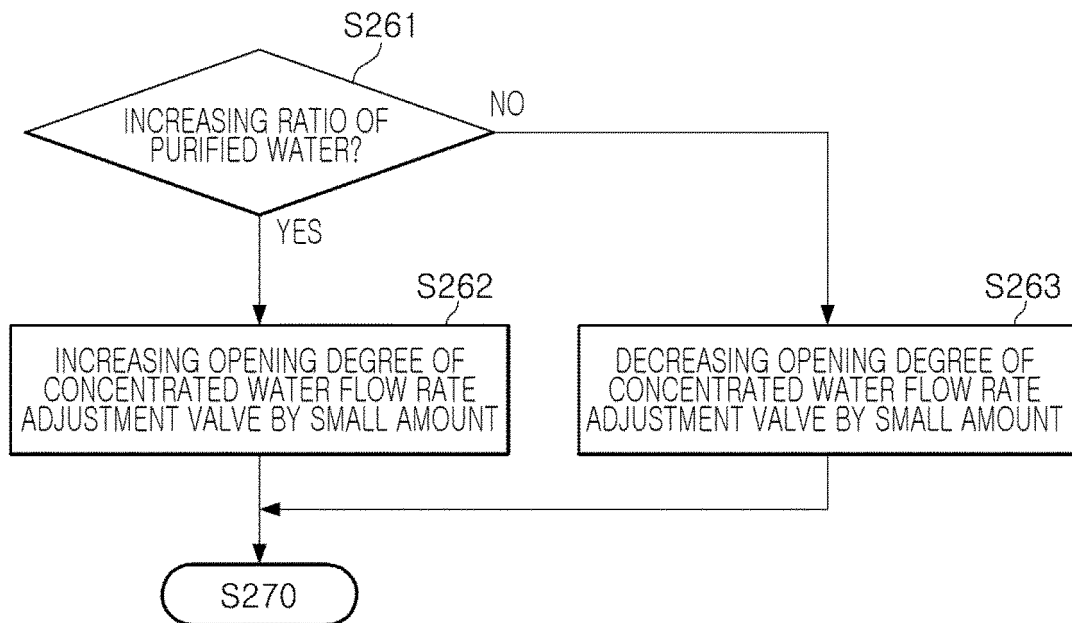 S261
INCREASING RATIO OF
PURIFIED WATER?
NO
YES
S262
INCREASING OPENING DEGREE OF
CONCENTRATED WATER FLOW RATE
ADJUSTMENT VALVE BY SMALL AMOUNT
S263
DECREASING OPENING DEGREE OF
CONCENTRATED WATER FLOW RATE
ADJUSTMENT VALVE BY SMALL AMOUNT
S270